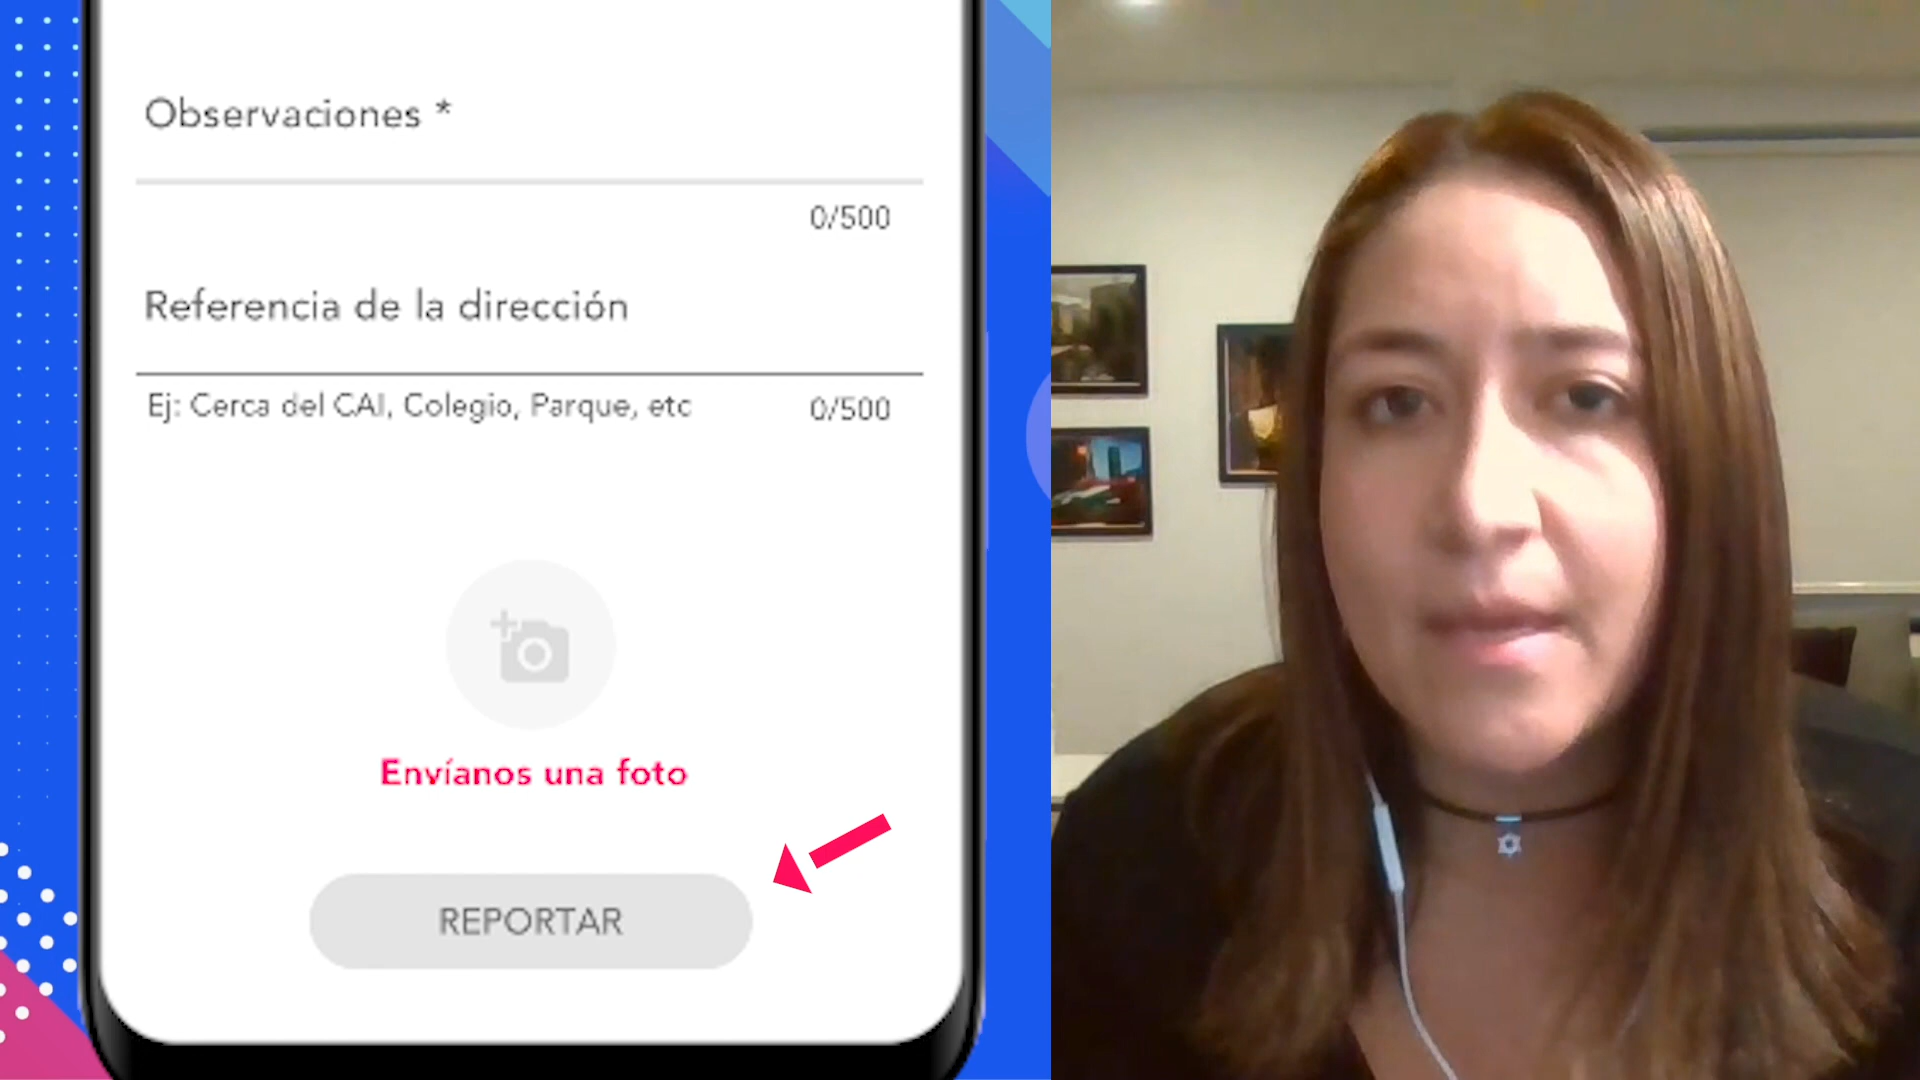 Observaciones *
0/500
Referencia de la dirección
Ej: Cerca del CAI, Colegio, Parque, etc
0/500
Envíanos una foto
REPORTAR